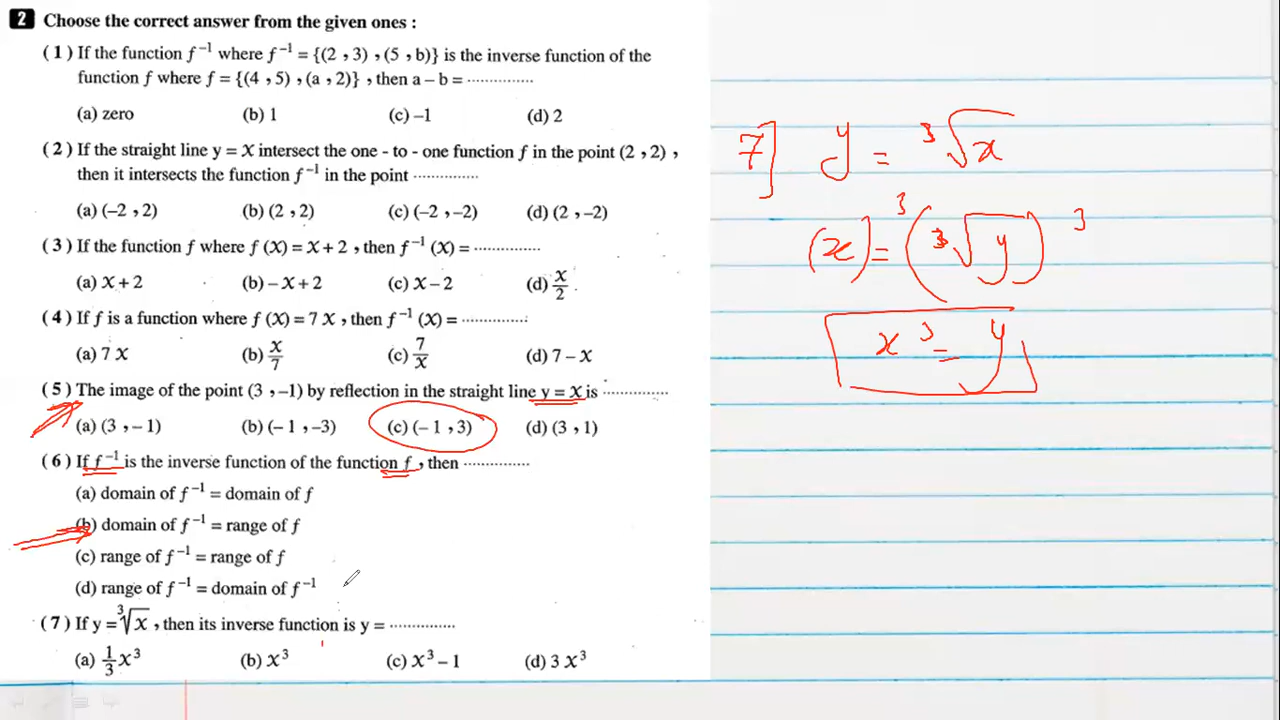 2 Choose the correct answer from the given ones :
(1) If the function f⁻¹ where f⁻¹ = {(2 , 3) , (5 , b)} is the inverse function of the
function f where f = {(4 , 5) , (a , 2)} , then a – b = ...............
(a) zero (b) 1 (c) –1 (d) 2
(2) If the straight line y = X intersect the one - to - one function f in the point (2 , 2) ,
then it intersects the function f⁻¹ in the point ...............
(a) (–2 , 2) (b) (2 , 2) (c) (–2 , –2) (d) (2 , –2)
(3) If the function f where f (X) = X + 2 , then f⁻¹ (X) = ...............
(a) X + 2 (b) – X + 2 (c) X – 2 (d) X/2
(4) If f is a function where f (X) = 7 X , then f⁻¹ (X) = ...............
(a) 7 X (b) X/7 (c) 7/X (d) 7 – X
(5) The image of the point (3 , –1) by reflection in the straight line y = X is ...............
(a) (3 , – 1) (b) (– 1 , –3) (c) (– 1 , 3) (d) (3 , 1)
(6) If f⁻¹ is the inverse function of the function f , then ...............
(a) domain of f⁻¹ = domain of f
(b) domain of f⁻¹ = range of f
(c) range of f⁻¹ = range of f
(d) range of f⁻¹ = domain of f⁻¹
(7) If y = ³√X , then its inverse function is y = ...............
(a) 1/3 X³ (b) X³ (c) X³ – 1 (d) 3 X³
7] y = ³√x
(x)³ = (³√y)³
x³ = y